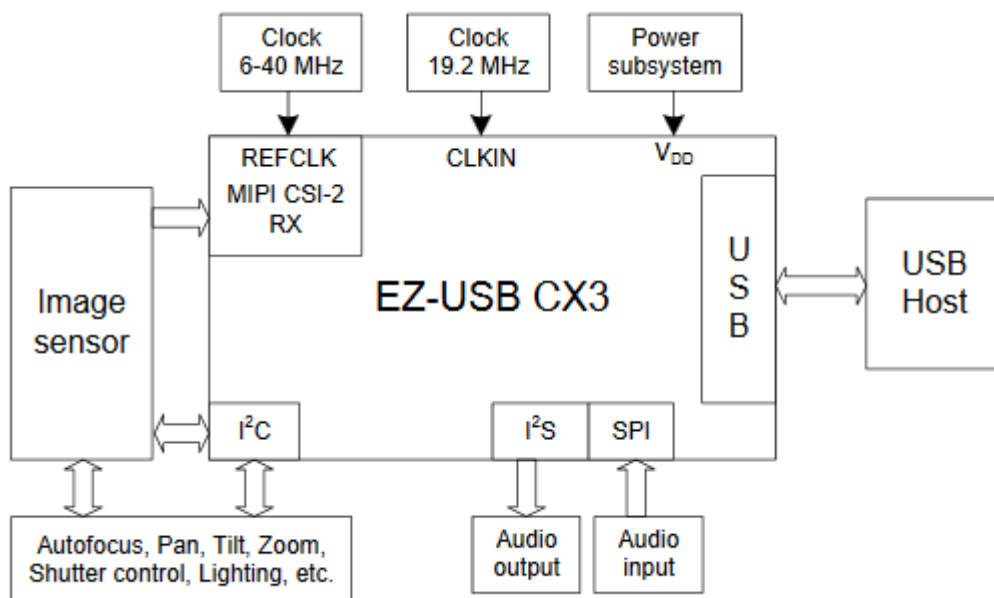 Clock
6-40 MHz
Clock
19.2 MHz
Power
subsystem
REFCLK
MIPI CSI-2
RX
CLKIN
V_DD
Image
sensor
EZ-USB CX3
U
S
B
USB
Host
I²C
I²S
SPI
Autofocus, Pan, Tilt, Zoom,
Shutter control, Lighting, etc.
Audio
output
Audio
input